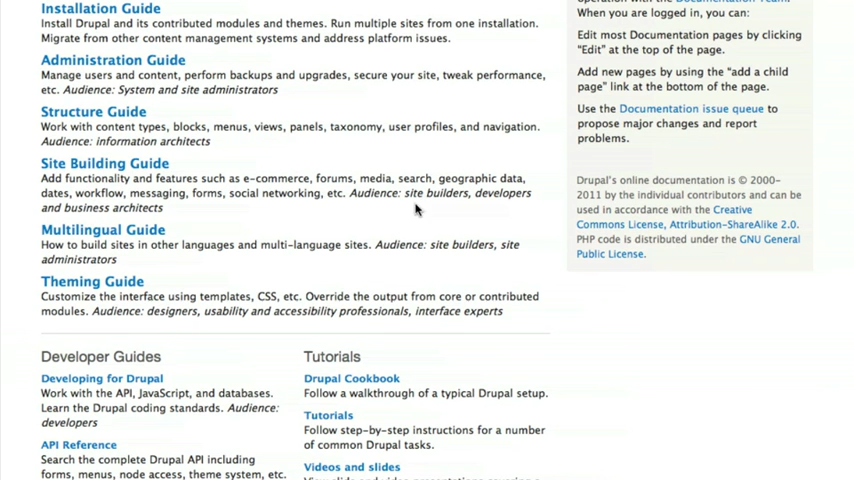 Installation Guide
Install Drupal and its contributed modules and themes. Run multiple sites from one installation.
Migrate from other content management systems and address platform issues.
Administration Guide
Manage users and content, perform backups and upgrades, secure your site, tweak performance,
etc. Audience: System and site administrators
Structure Guide
Work with content types, blocks, menus, views, panels, taxonomy, user profiles, and navigation.
Audience: information architects
Site Building Guide
Add functionality and features such as e-commerce, forums, media, search, geographic data,
dates, workflow, messaging, forms, social networking, etc. Audience: site builders, developers
and business architects
Multilingual Guide
How to build sites in other languages and multi-language sites. Audience: site builders, site
administrators
Theming Guide
Customize the interface using templates, CSS, etc. Override the output from core or contributed
modules. Audience: designers, usability and accessibility professionals, interface experts
Developer Guides
Developing for Drupal
Work with the API, JavaScript, and databases.
Learn the Drupal coding standards. Audience:
developers
API Reference
Search the complete Drupal API including
forms, menus, node access, theme system, etc.
Tutorials
Drupal Cookbook
Follow a walkthrough of a typical Drupal setup.
Tutorials
Follow step-by-step instructions for a number
of common Drupal tasks.
Videos and slides
operation with the Documentation Team.
When you are logged in, you can:
Edit most Documentation pages by clicking
"Edit" at the top of the page.
Add new pages by using the "add a child
page" link at the bottom of the page.
Use the Documentation issue queue to
propose major changes and report
problems.
Drupal's online documentation is © 2000-
2011 by the individual contributors and can be
used in accordance with the Creative
Commons License, Attribution-ShareAlike 2.0.
PHP code is distributed under the GNU General
Public License.